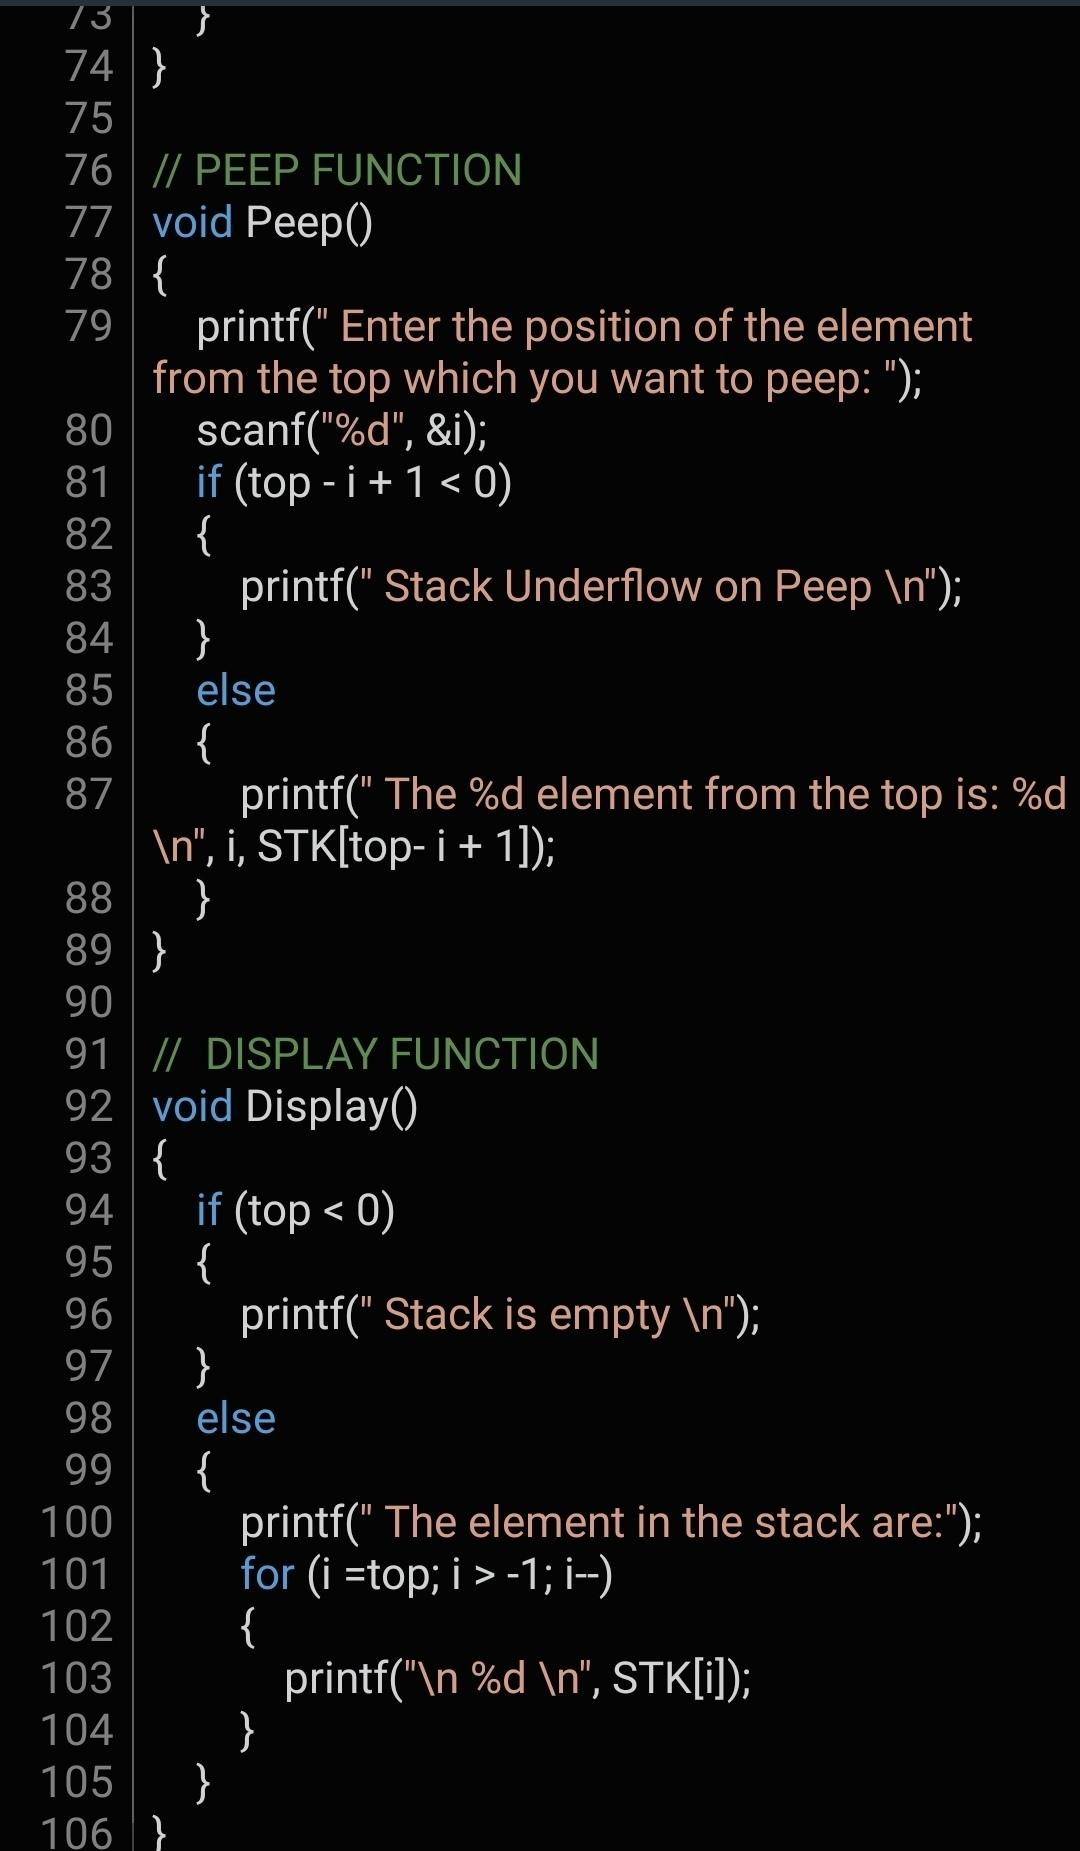 73 }
74 }
75
76 // PEEP FUNCTION
77 void Peep()
78 {
79 printf(" Enter the position of the element
from the top which you want to peep: ");
80 scanf("%d", &i);
81 if (top - i + 1 < 0)
82 {
83 printf(" Stack Underflow on Peep \n");
84 }
85 else
86 {
87 printf(" The %d element from the top is: %d
\n", i, STK[top- i + 1]);
88 }
89 }
90
91 //  DISPLAY FUNCTION
92 void Display()
93 {
94 if (top < 0)
95 {
96 printf(" Stack is empty \n");
97 }
98 else
99 {
100 printf(" The element in the stack are:");
101 for (i =top; i > -1; i--)
102 {
103 printf("\n %d \n", STK[i]);
104 }
105 }
106 }